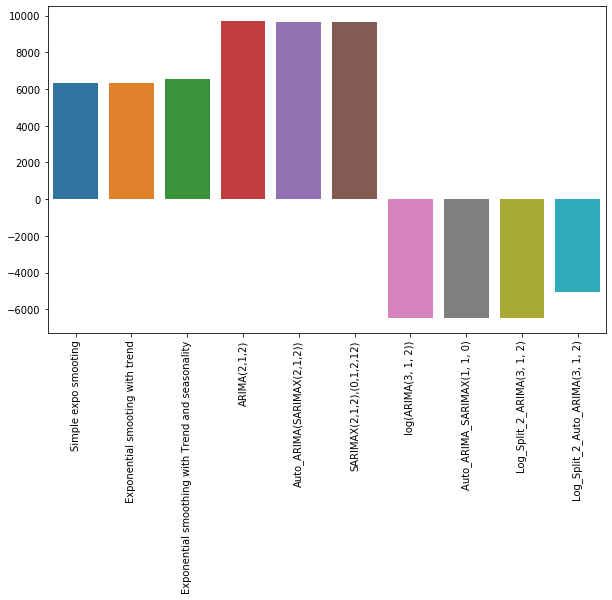 10000
8000
6000
4000
2000
0
−2000
−4000
−6000
Simple expo smooting
Exponential smooting with trend
Exponential smoothing with Trend and seasonality
ARIMA(2,1,2)
Auto_ARIMA(SARIMAX(2,1,2))
SARIMAX(2,1,2),(0,1,2,12)
log(ARIMA(3, 1, 2))
Auto_ARIMA_SARIMAX(1, 1, 0)
Log_Split_2_ARIMA(3, 1, 2)
Log_Split_2_Auto_ARIMA(3, 1, 2)